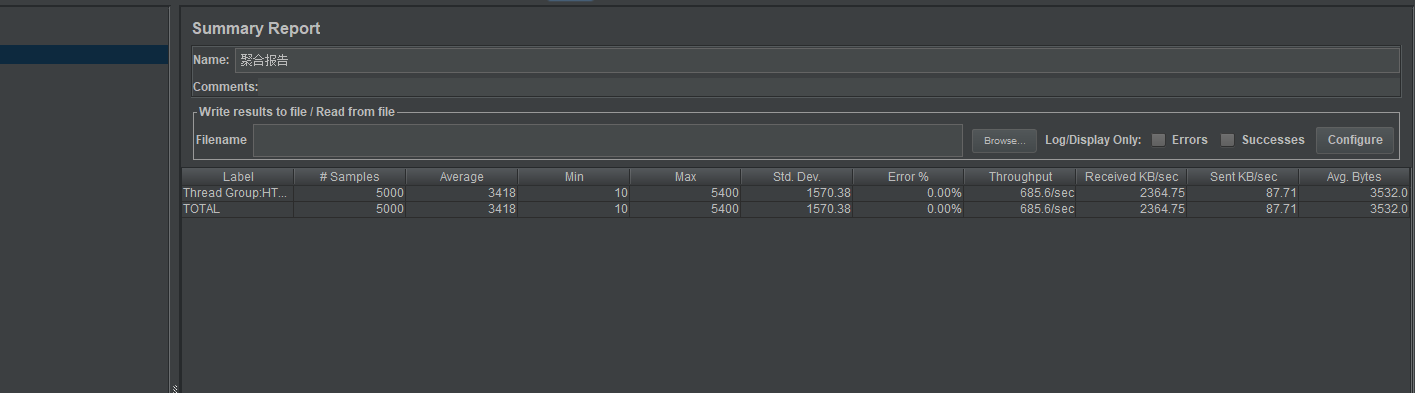 Summary Report
Name: 聚合报告
Comments:
Write results to file / Read from file
Filename Browse... Log/Display Only: Errors Successes Configure
Label # Samples Average Min Max Std. Dev. Error % Throughput Received KB/sec Sent KB/sec Avg. Bytes
Thread Group:HT... 5000 3418 10 5400 1570.38 0.00% 685.6/sec 2364.75 87.71 3532.0
TOTAL 5000 3418 10 5400 1570.38 0.00% 685.6/sec 2364.75 87.71 3532.0